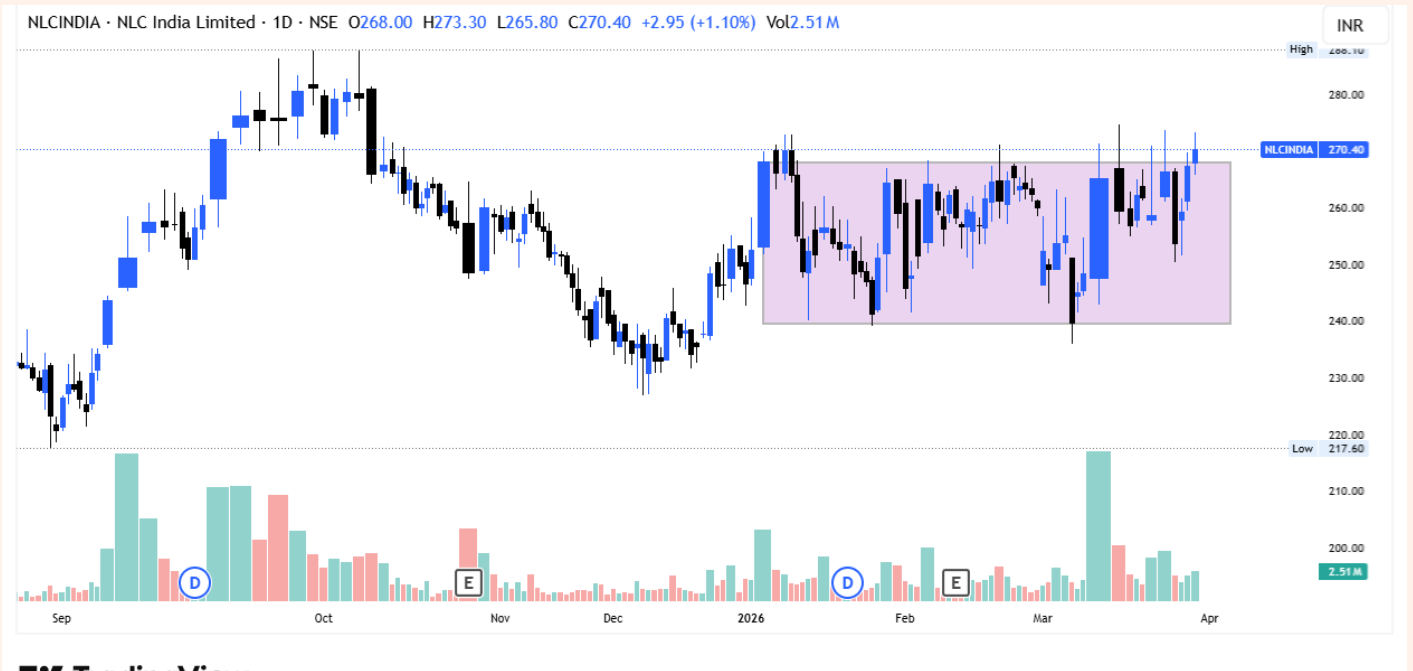 NLCINDIA · NLC India Limited · 1D · NSE O268.00 H273.30 L265.80 C270.40 +2.95 (+1.10%) Vol2.51 M
INR
High
280.00
NLCINDIA 270.40
260.00
250.00
240.00
230.00
220.00
Low 217.60
210.00
200.00
2.51 M
D E D E
Sep Oct Nov Dec 2026 Feb Mar Apr
TradingView